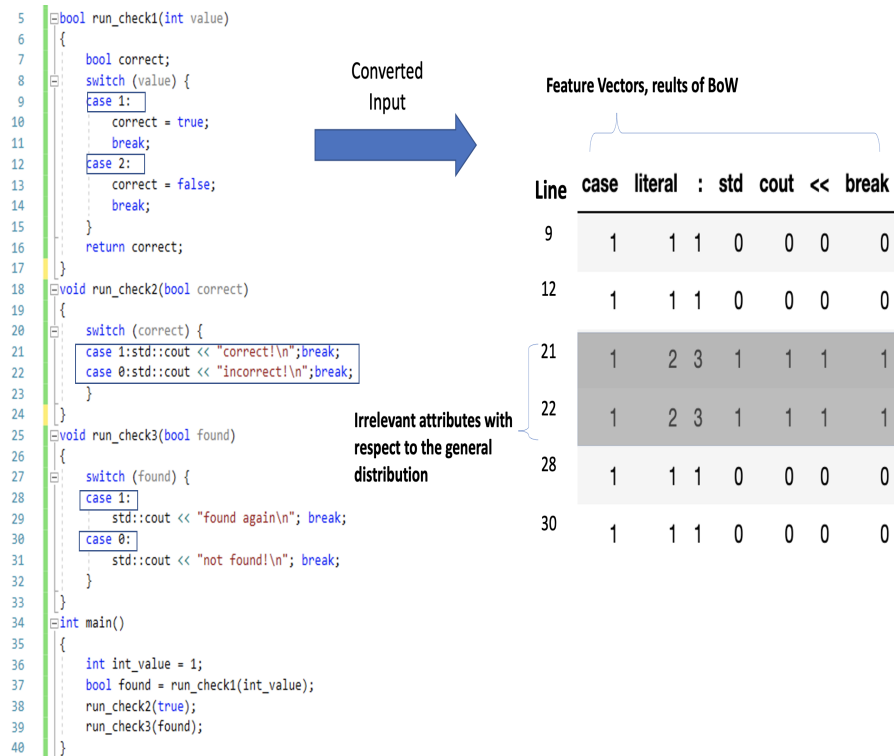 5 bool run_check1(int value)
6 {
7 bool correct;
8 switch (value) {
9 case 1:
10 correct = true;
11 break;
12 case 2:
13 correct = false;
14 break;
15 }
16 return correct;
17 }
18 void run_check2(bool correct)
19 {
20 switch (correct) {
21 case 1:std::cout << "correct!\n";break;
22 case 0:std::cout << "incorrect!\n";break;
23 }
24 }
25 void run_check3(bool found)
26 {
27 switch (found) {
28 case 1:
29 std::cout << "found again\n"; break;
30 case 0:
31 std::cout << "not found!\n"; break;
32 }
33 }
34 int main()
35 {
36 int int_value = 1;
37 bool found = run_check1(int_value);
38 run_check2(true);
39 run_check3(found);
40 }
Converted
Input
Feature Vectors, reults of BoW
Line case literal : std cout << break
9 1 1 1 0 0 0 0
12 1 1 1 0 0 0 0
21 1 2 3 1 1 1 1
22 1 2 3 1 1 1 1
28 1 1 1 0 0 0 0
30 1 1 1 0 0 0 0
Irrelevant attributes with
respect to the general
distribution